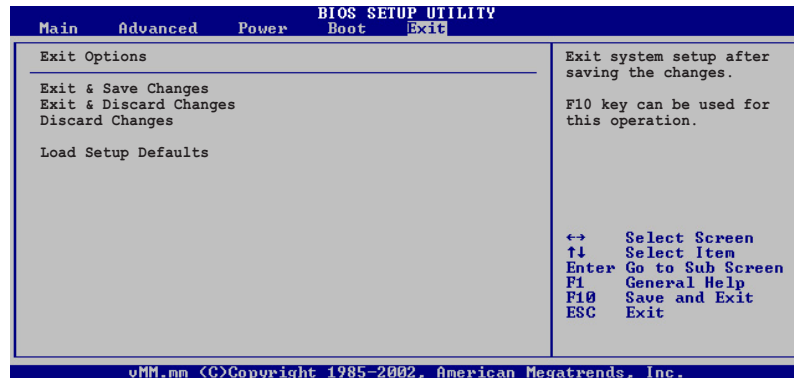 BIOS SETUP UTILITY
Main Advanced Power Boot Exit
Exit Options
Exit & Save Changes
Exit & Discard Changes
Discard Changes
Load Setup Defaults
Exit system setup after
saving the changes.
F10 key can be used for
this operation.
←→ Select Screen
↑↓ Select Item
Enter Go to Sub Screen
F1 General Help
F10 Save and Exit
ESC Exit
vMM.mm (C)Copyright 1985-2002, American Megatrends, Inc.